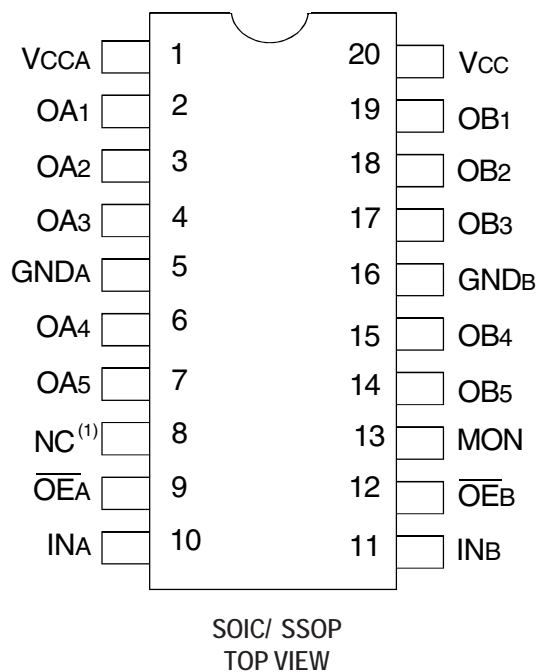 VCCA 1 20 VCC
OA1 2 19 OB1
OA2 3 18 OB2
OA3 4 17 OB3
GNDA 5 16 GNDB
OA4 6 15 OB4
OA5 7 14 OB5
NC(1) 8 13 MON
O̅E̅A 9 12 O̅E̅B
INA 10 11 INB
SOIC/ SSOP
TOP VIEW